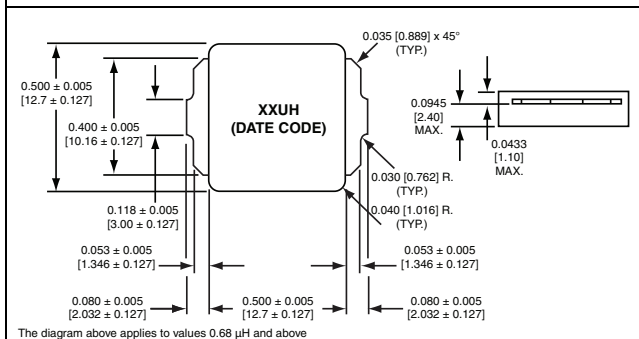 0.035 [0.889] x 45°
(TYP.)
0.500 ± 0.005
[12.7 ± 0.127]
0.400 ± 0.005
[10.16 ± 0.127]
XXUH
(DATE CODE)
0.0945
[2.40]
MAX.
0.0433
[1.10]
MAX.
0.030 [0.762] R.
(TYP.)
0.040 [1.016] R.
(TYP.)
0.118 ± 0.005
[3.00 ± 0.127]
0.053 ± 0.005
[1.346 ± 0.127]
0.053 ± 0.005
[1.346 ± 0.127]
0.080 ± 0.005
[2.032 ± 0.127]
0.500 ± 0.005
[12.7 ± 0.127]
0.080 ± 0.005
[2.032 ± 0.127]
The diagram above applies to values 0.68 µH and above